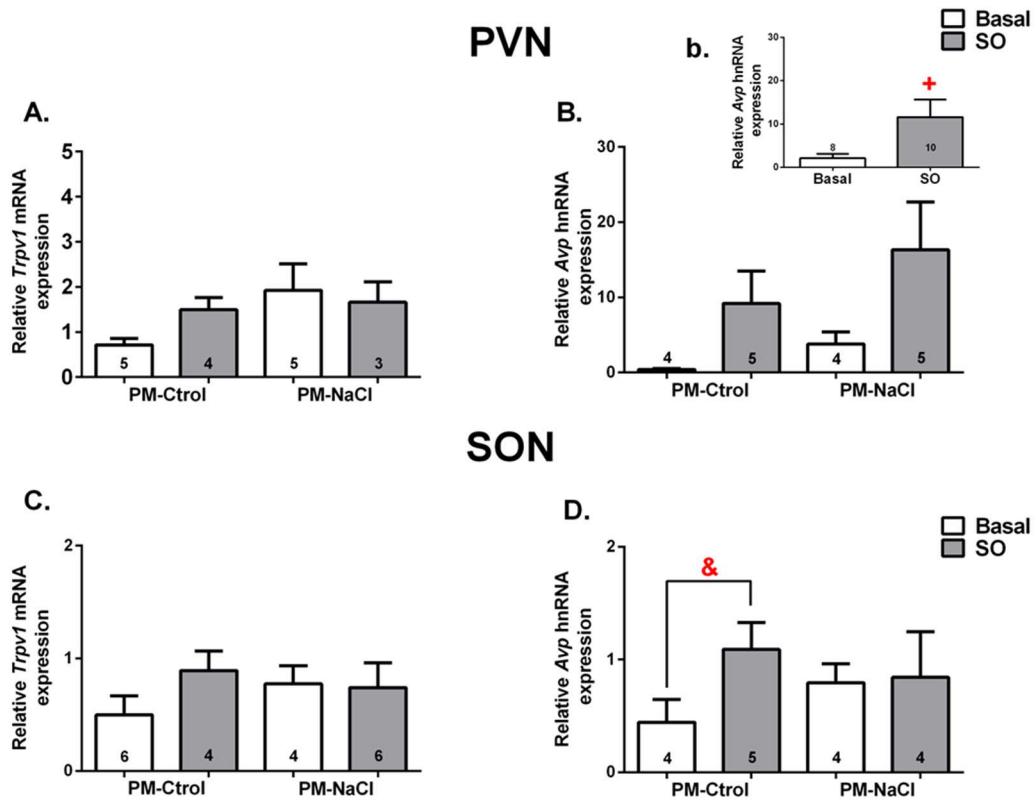 PVN
Basal
SO
b.
Relative Avp hnRNA
expression
30
20
10
0
+
8
10
Basal
SO
A.
Relative Trpv1 mRNA
expression
5
4
3
2
1
0
5
4
5
3
PM-Ctrol
PM-NaCl
B.
Relative Avp hnRNA
expression
30
20
10
0
4
5
4
5
PM-Ctrol
PM-NaCl
SON
C.
Relative Trpv1 mRNA
expression
2
1
0
6
4
4
6
PM-Ctrol
PM-NaCl
D.
Basal
SO
Relative Avp hnRNA
expression
2
1
0
&
4
5
4
4
PM-Ctrol
PM-NaCl